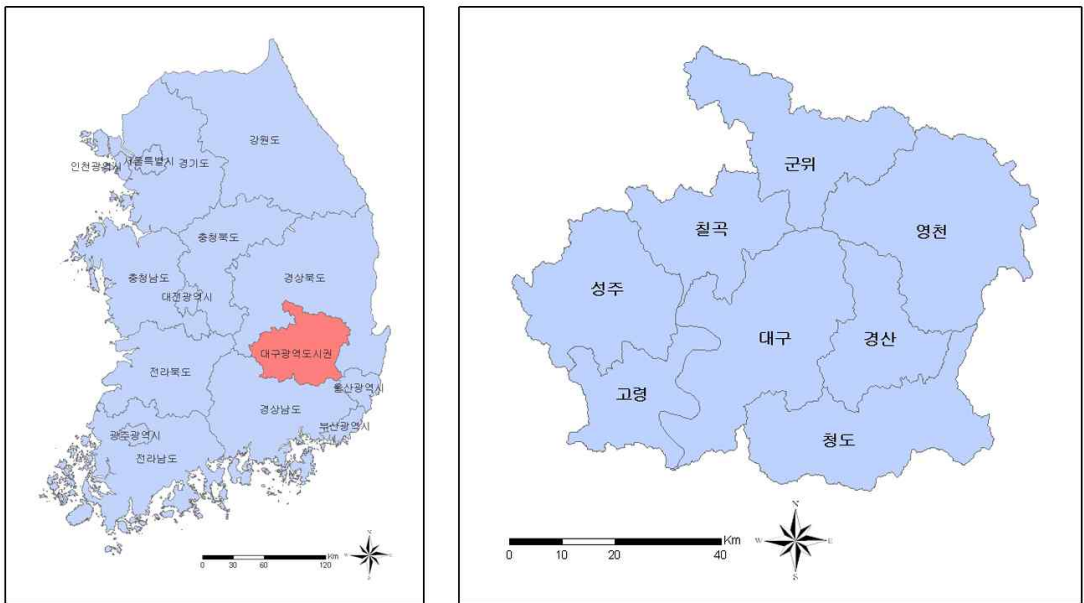 강원도
서울특별시
인천광역시
경기도
충청북도
충청남도
경상북도
대전광역시
대구광역도시권
전라북도
울산광역시
경상남도
부산광역시
광주광역시
전라남도
N
W E
S
Km
0 30 60 120
군위
칠곡
영천
성주
대구
경산
고령
청도
N
W E
S
Km
0 10 20 40